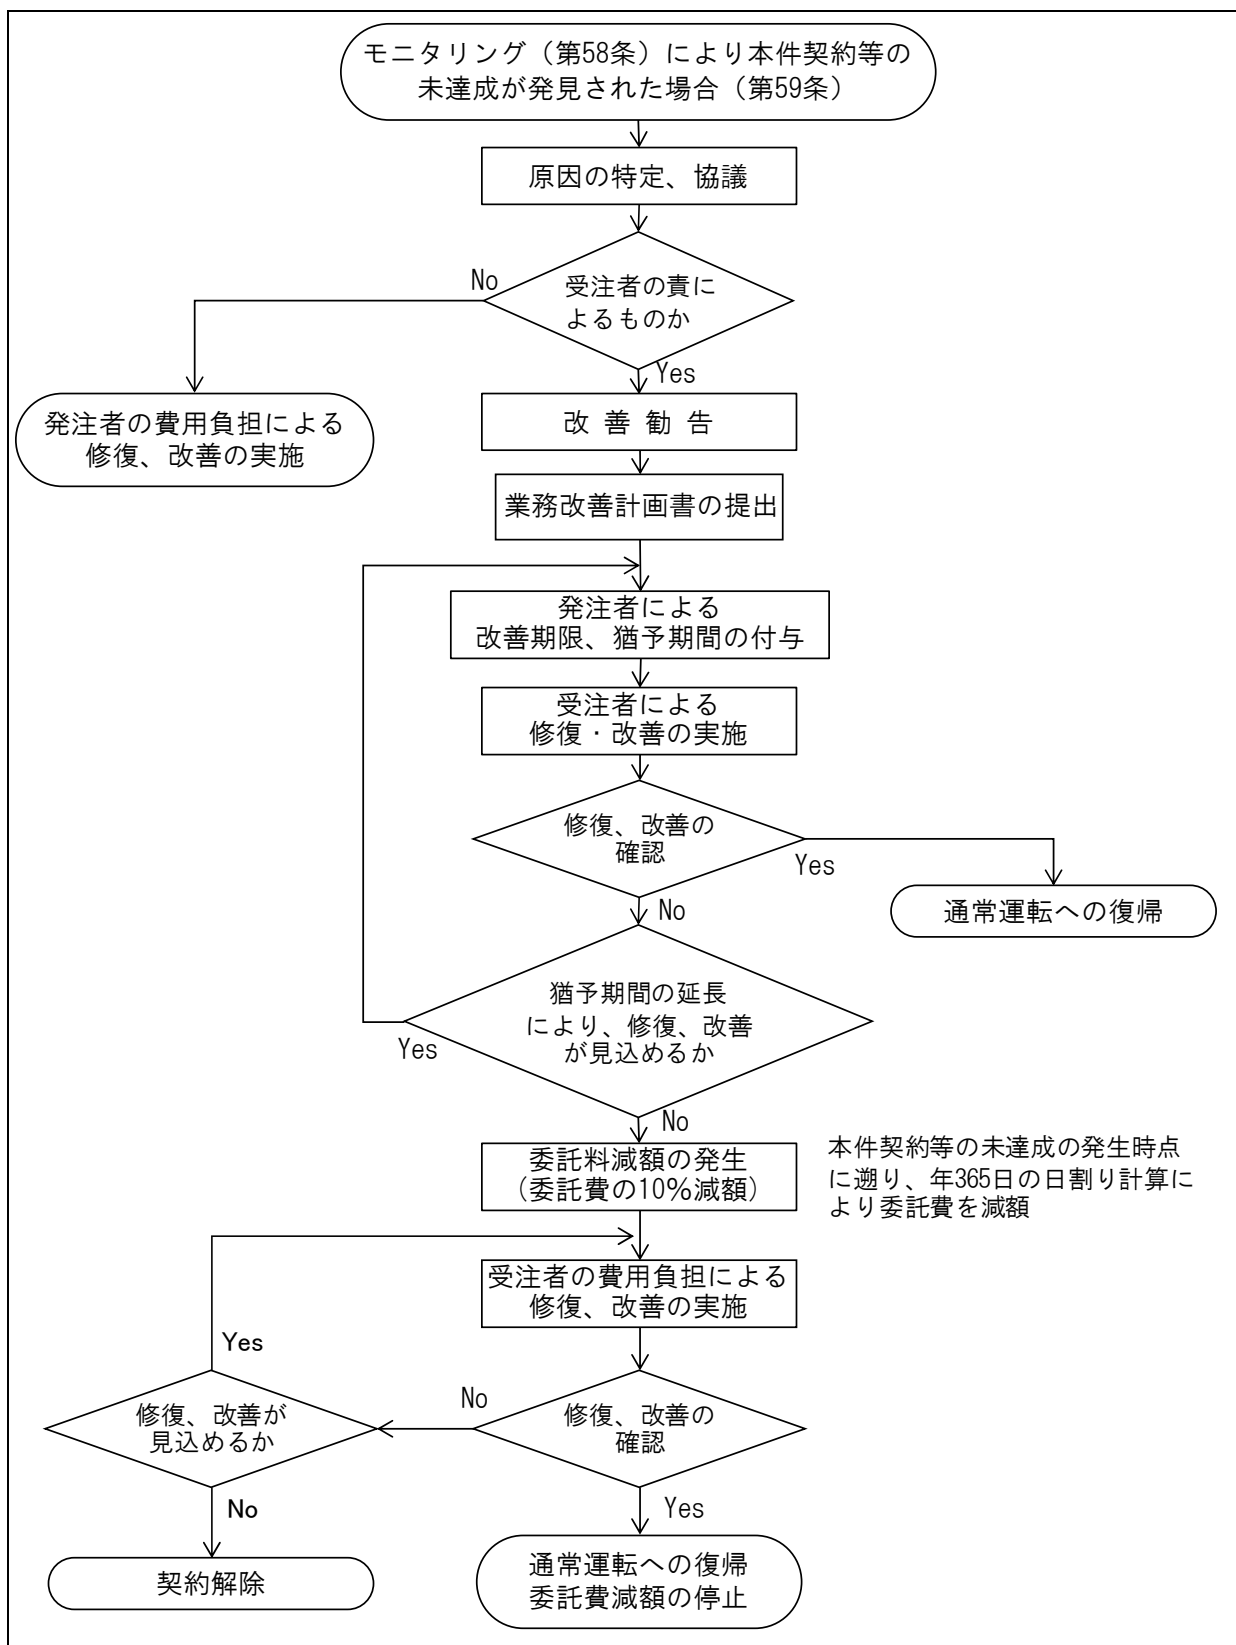 モニタリング（第58条）により本件契約等の
未達成が発見された場合（第59条）
原因の特定、協議
受注者の責に
よるものか
No
Yes
発注者の費用負担による
修復、改善の実施
改 善 勧 告
業務改善計画書の提出
発注者による
改善期限、猶予期間の付与
受注者による
修復・改善の実施
修復、改善の
確認
Yes
No
通常運転への復帰
猶予期間の延長
により、修復、改善
が見込めるか
Yes
No
委託料減額の発生
（委託費の10％減額）
本件契約等の未達成の発生時点
に遡り、年365日の日割り計算に
より委託費を減額
受注者の費用負担による
修復、改善の実施
Yes
No
修復、改善が
見込めるか
修復、改善の
確認
No
Yes
契約解除
通常運転への復帰
委託費減額の停止